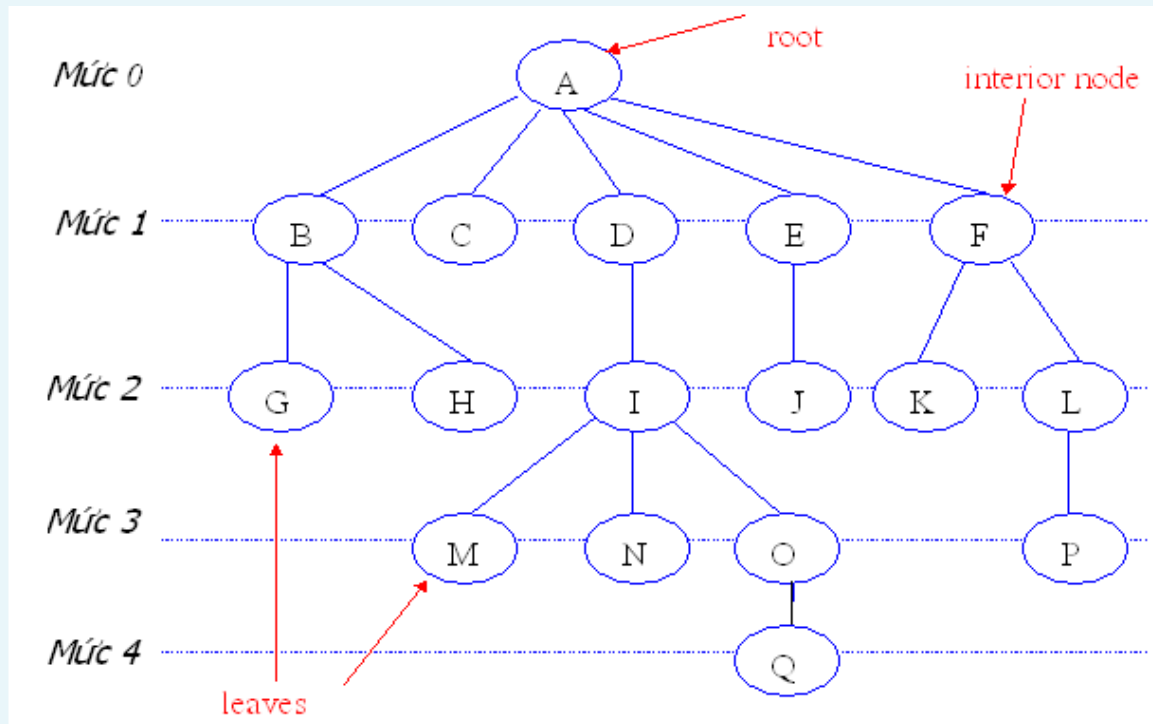 root
Mức 0
A
interior node
Mức 1
B C D E F
Mức 2
G H I J K L
Mức 3
M N O P
Mức 4
Q
leaves